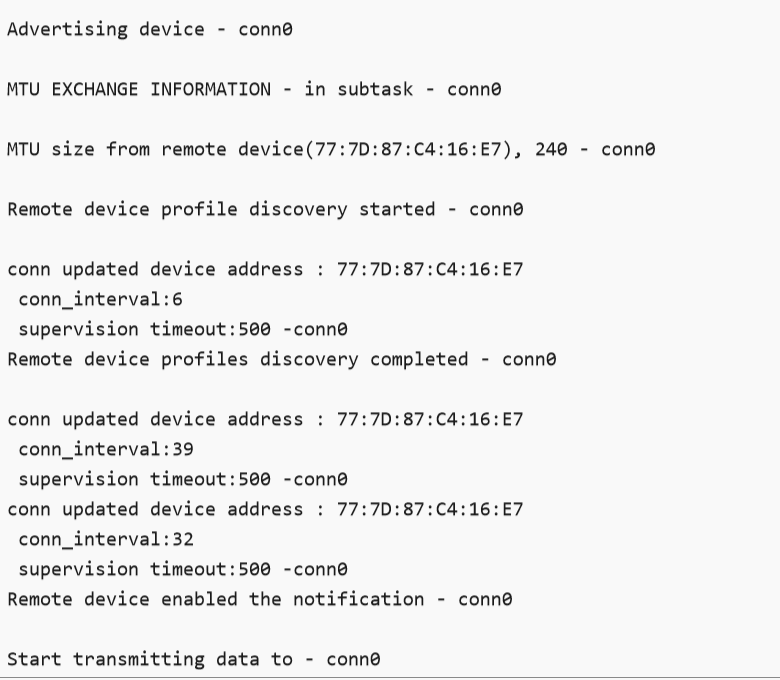 Advertising device - conn0
MTU EXCHANGE INFORMATION - in subtask - conn0
MTU size from remote device(77:7D:87:C4:16:E7), 240 - conn0
Remote device profile discovery started - conn0
conn updated device address : 77:7D:87:C4:16:E7
conn_interval:6
supervision timeout:500 -conn0
Remote device profiles discovery completed - conn0
conn updated device address : 77:7D:87:C4:16:E7
conn_interval:39
supervision timeout:500 -conn0
conn updated device address : 77:7D:87:C4:16:E7
conn_interval:32
supervision timeout:500 -conn0
Remote device enabled the notification - conn0
Start transmitting data to - conn0